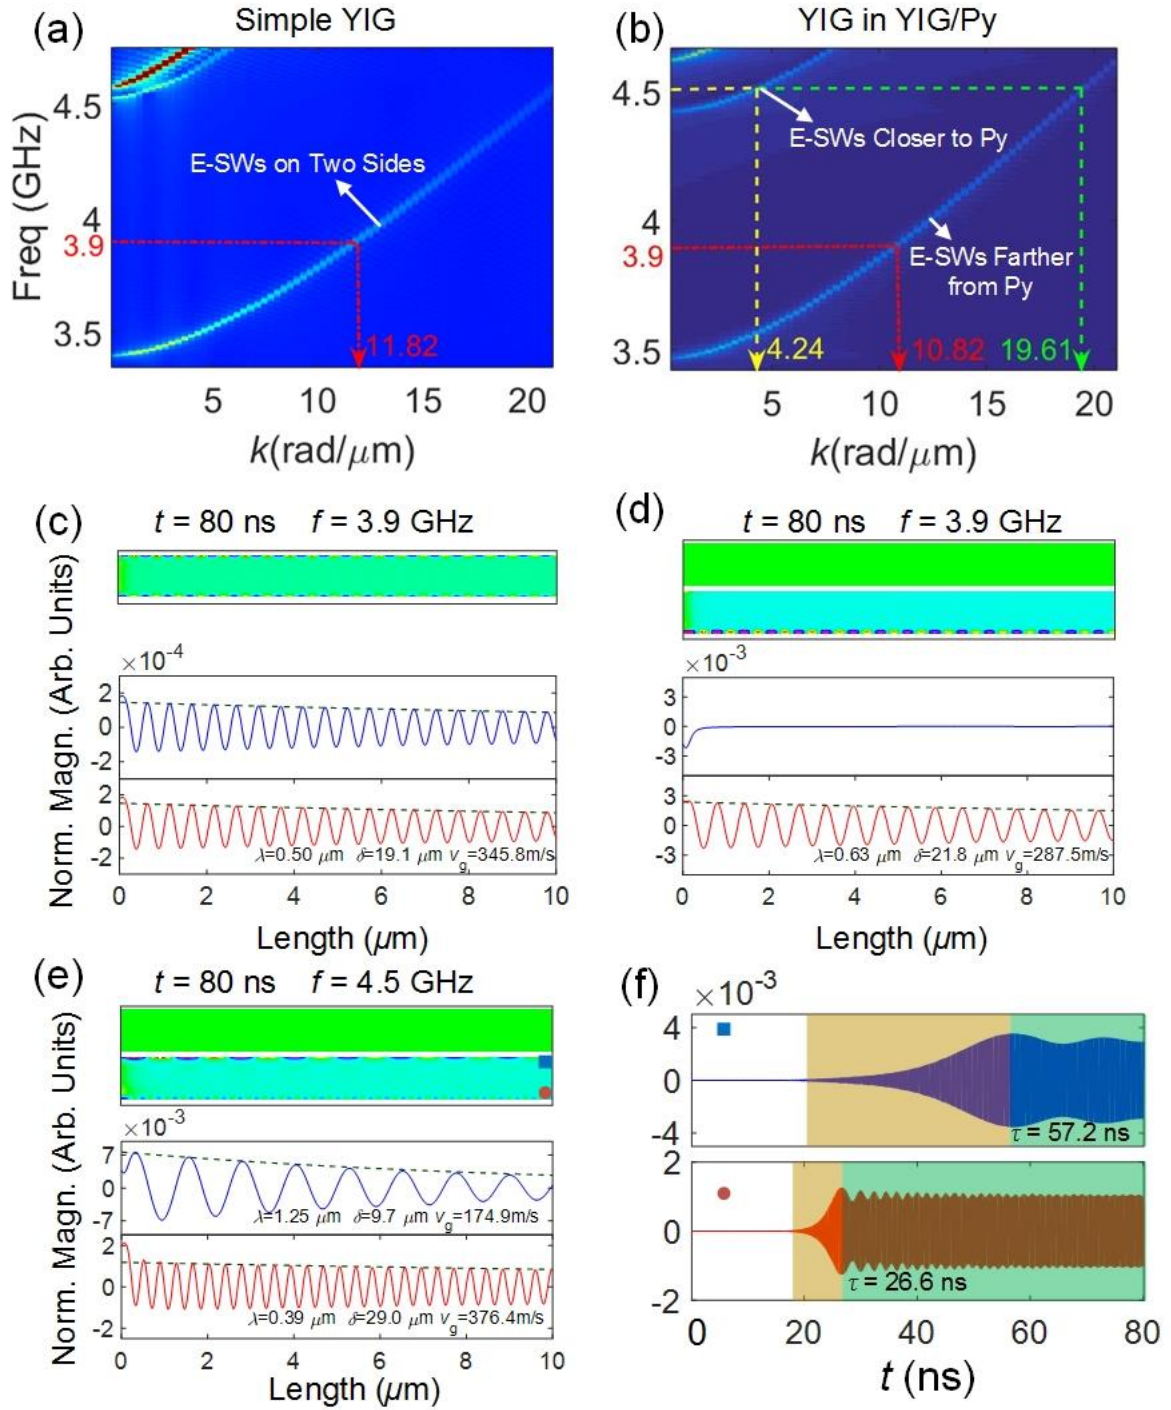 (a) Simple YIG
Freq (GHz)
4.5
4
3.9
3.5
E-SWs on Two Sides
11.82
5 10 15 20
k(rad/μm)
(b) YIG in YIG/Py
4.5
4
3.9
3.5
E-SWs Closer to Py
E-SWs Farther
from Py
4.24 10.82 19.61
5 10 15 20
k(rad/μm)
(c) t = 80 ns f = 3.9 GHz
Norm. Magn. (Arb. Units)
×10-4
2
0
-2
2
0
-2
λ=0.50 μm δ=19.1 μm vg=345.8m/s
0 2 4 6 8 10
Length (μm)
(d) t = 80 ns f = 3.9 GHz
×10-3
3
0
-3
3
0
-3
λ=0.63 μm δ=21.8 μm vg=287.5m/s
0 2 4 6 8 10
Length (μm)
(e) t = 80 ns f = 4.5 GHz
Norm. Magn. (Arb. Units)
×10-3
7
0
-7
λ=1.25 μm δ=9.7 μm vg=174.9m/s
2
0
-2
λ=0.39 μm δ=29.0 μm vg=376.4m/s
0 2 4 6 8 10
Length (μm)
(f)
×10-3
4
0
-4
τ = 57.2 ns
2
0
-2
τ = 26.6 ns
0 20 40 60 80
t (ns)